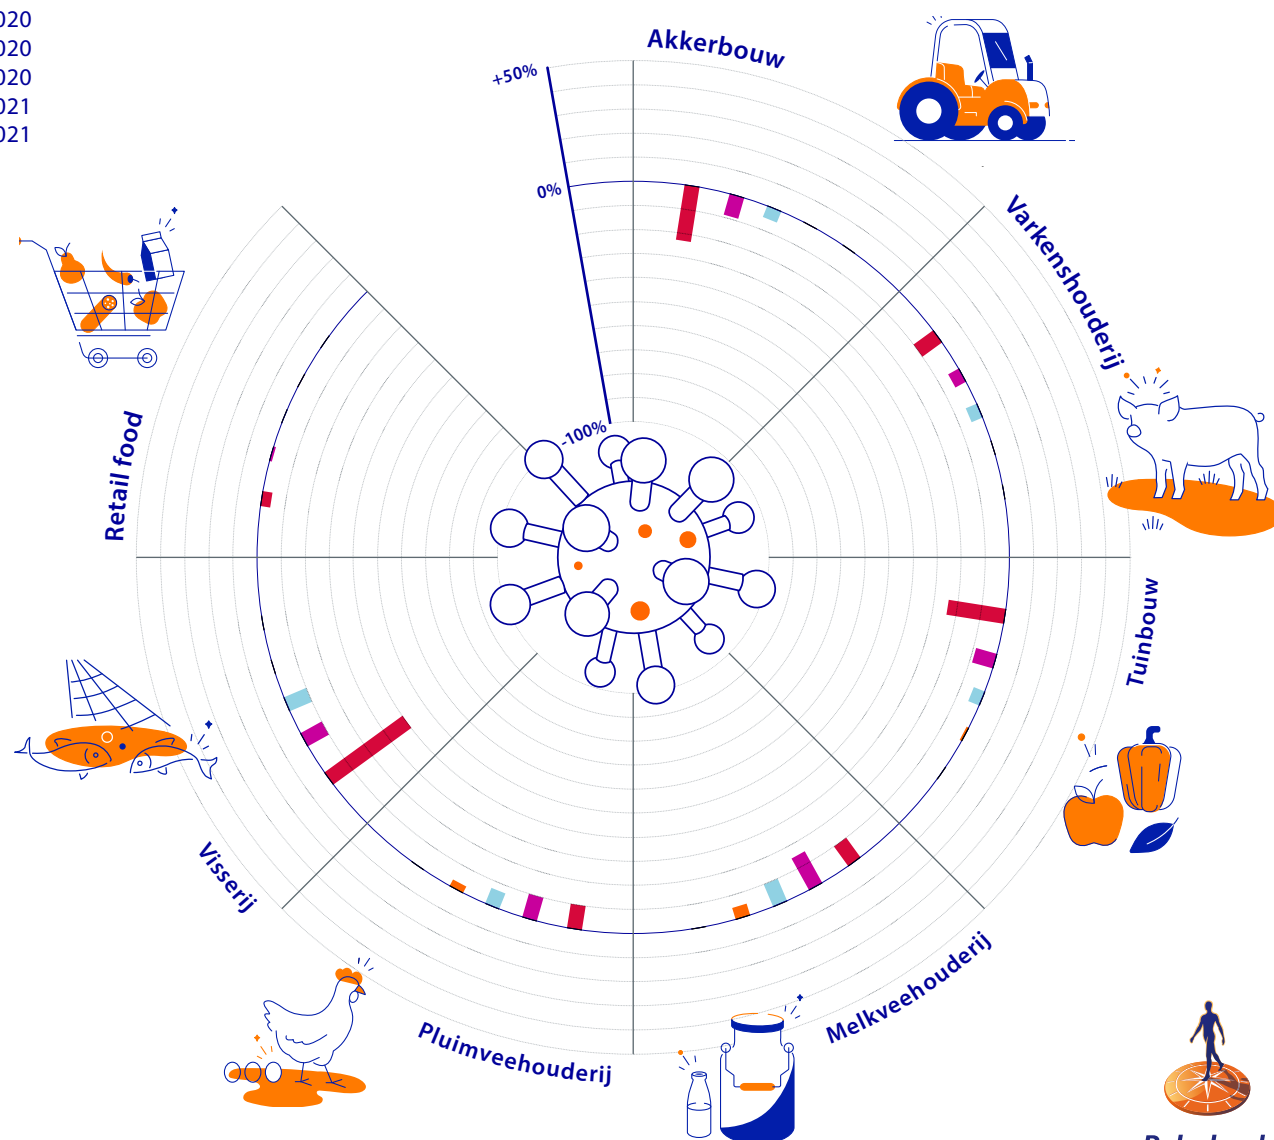 020
020
020
021
021
Akkerbouw
+50%
0%
-100%
Varkenshouderij
Tuinbouw
Melkveehouderij
Pluimveehouderij
Visserij
Retail food